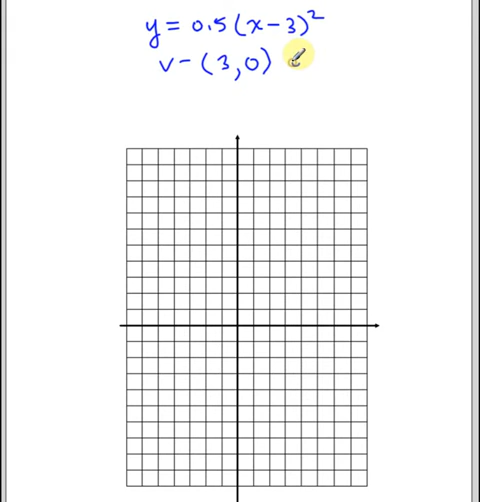 y = 0.5(x-3)²
v-(3,0)